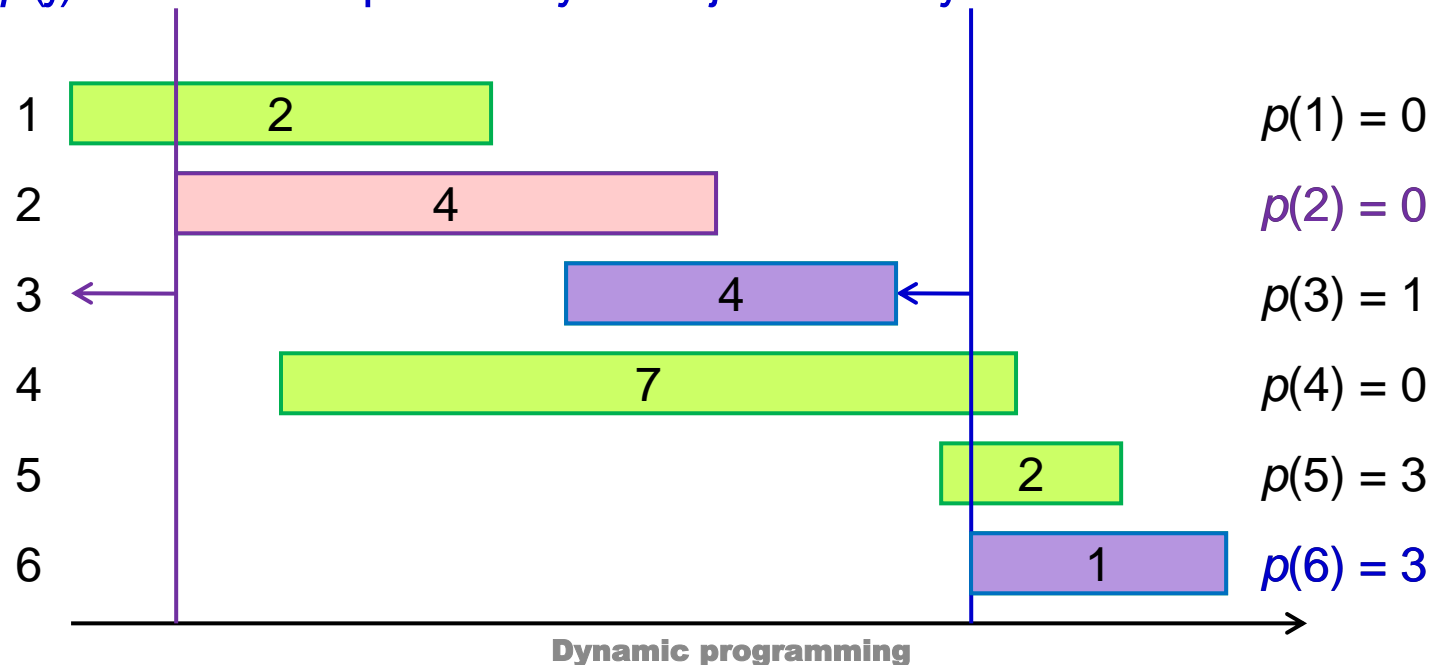 p(j)
1 2 p(1) = 0
2 4 p(2) = 0
3 4 p(3) = 1
4 7 p(4) = 0
5 2 p(5) = 3
6 1 p(6) = 3
Dynamic programming